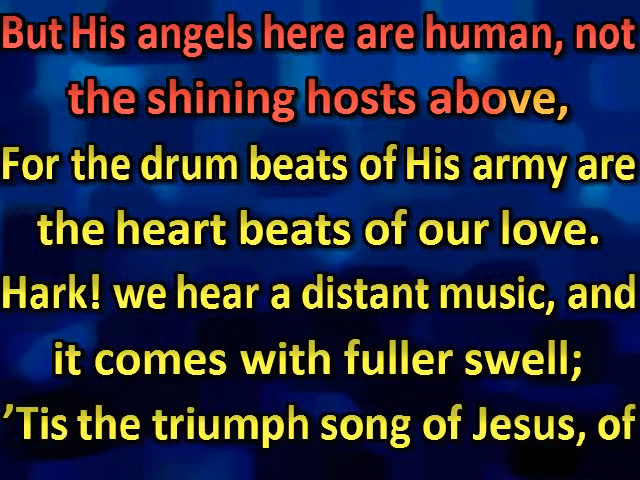 But His angels here are human, not
the shining hosts above,
For the drum beats of His army are
the heart beats of our love.
Hark! we hear a distant music, and
it comes with fuller swell;
’Tis the triumph song of Jesus, of